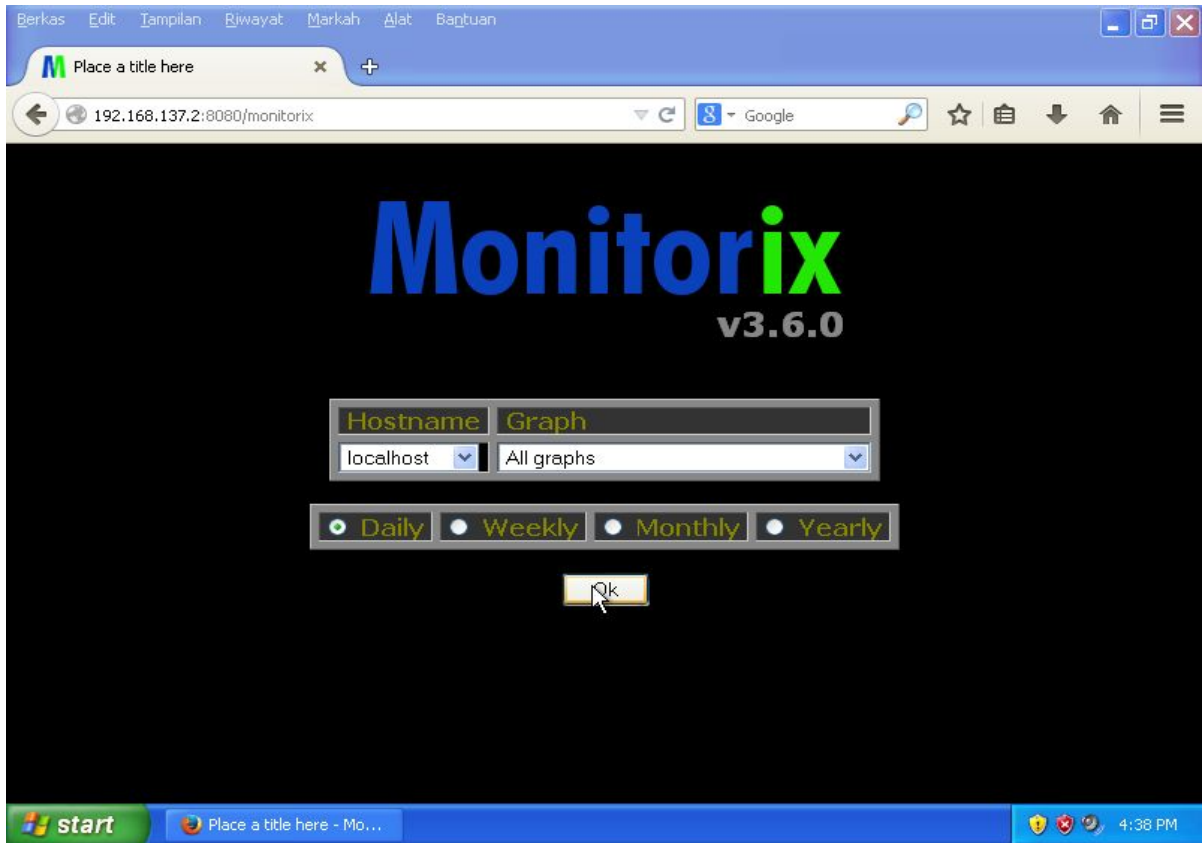 Berkas Edit Tampilan Riwayat Markah Alat Bantuan
Place a title here
192.168.137.2:8080/monitorix
8 Google
Monitorix
v3.6.0
Hostname Graph
localhost All graphs
Daily Weekly Monthly Yearly
Ok
start Place a title here - Mo... 4:38 PM